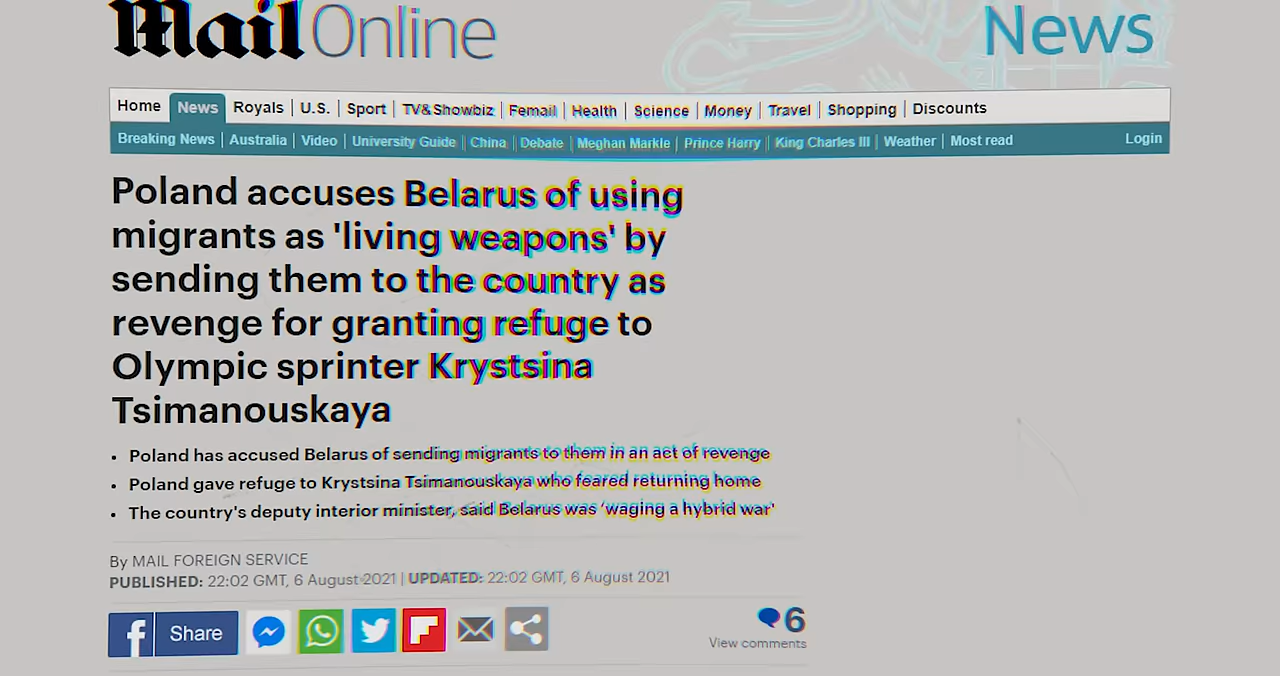 Mail Online News
Home News Royals U.S. Sport TV&Showbiz Femail Health Science Money Travel Shopping Discounts
Breaking News Australia Video University Guide China Debate Meghan Markle Prince Harry King Charles III Weather Most read Login
Poland accuses Belarus of using
migrants as 'living weapons' by
sending them to the country as
revenge for granting refuge to
Olympic sprinter Krystsina
Tsimanouskaya
• Poland has accused Belarus of sending migrants to them in an act of revenge
• Poland gave refuge to Krystsina Tsimanouskaya who feared returning home
• The country's deputy interior minister, said Belarus was 'waging a hybrid war'
By MAIL FOREIGN SERVICE
PUBLISHED: 22:02 GMT, 6 August 2021 | UPDATED: 22:02 GMT, 6 August 2021
Share
6
View comments